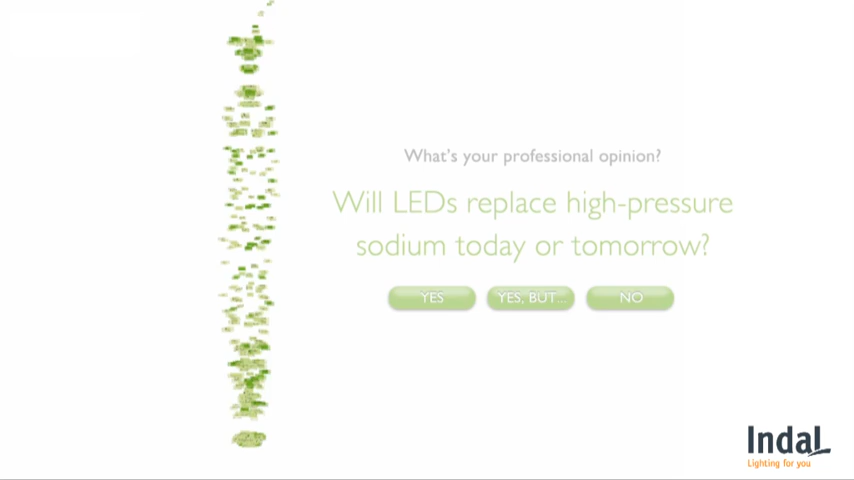 What's your professional opinion?
Will LEDs replace high-pressure
sodium today or tomorrow?
YES
YES, BUT...
NO
Indal
Lighting for you